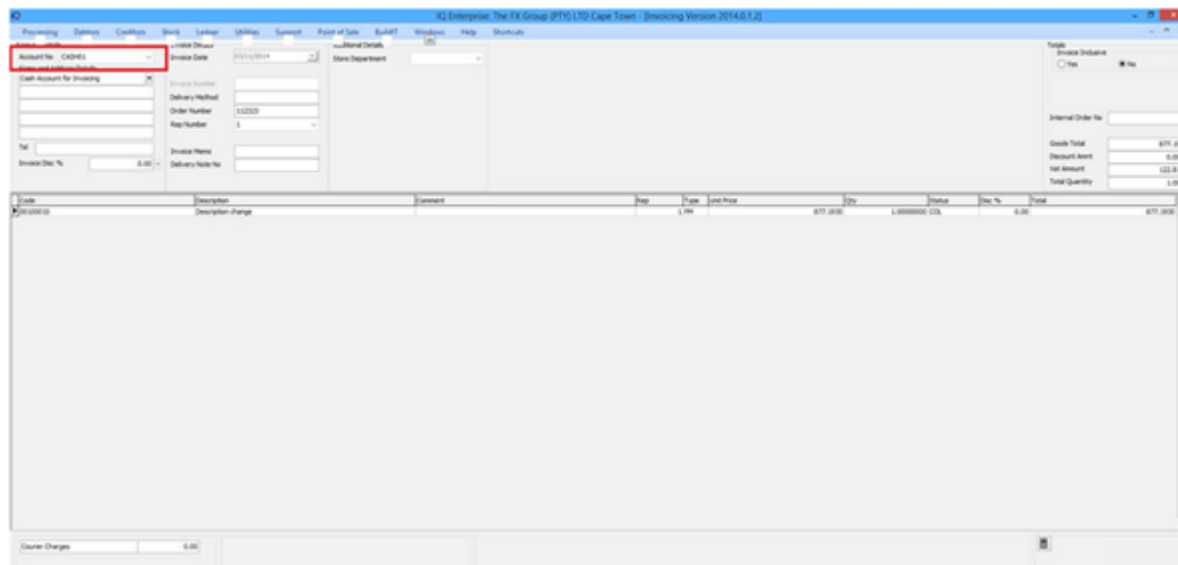 IQ Enterprise: The FX Group (PTY) LTD Cape Town - [Invoicing Version 2014.0.1.2]
Processing Debtors Creditors Stock Ledger Utilities Support Point of Sale BuildIT Windows Help Shortcuts
Account No CASH01
Cash Account for Invoicing
Tel
Invoice Disc % 0.00
Invoice Date
Invoice Number
Delivery Method
Order Number 112323
Rep Number 1
Invoice Memo
Delivery Note No
Additional Details
Store Department
Totals
Invoice Inclusive
Yes No
Internal Order No
Goods Total
Discount Amnt
Vat Amount
Total Quantity
Code Description Comment Rep Type Unit Price Qty Status Disc % Total
00100010 Description change 1 PM 877.1930 1.00000000 COL 0.00 877.1930
Courier Charges 0.00